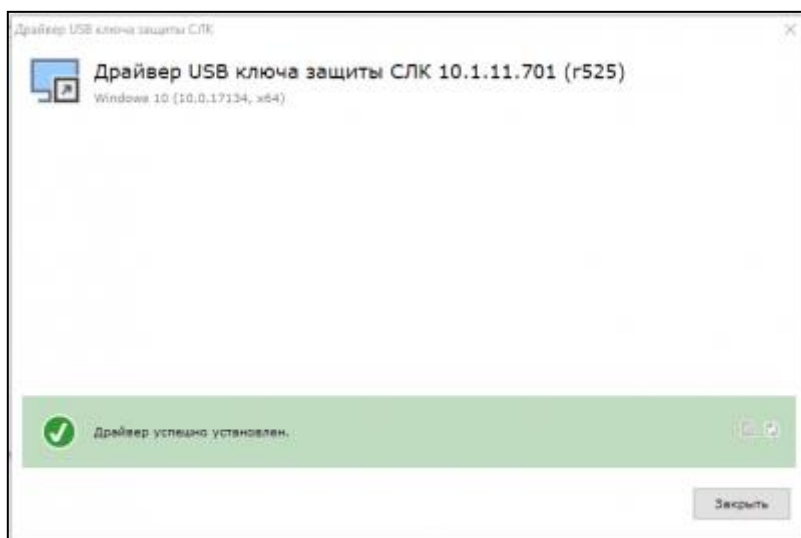 Драйвер USB ключа защиты СЛК
Драйвер USB ключа защиты СЛК 10.1.11.701 (r525)
Windows 10 (10.0.17134, x64)
Драйвер успешно установлен.
Закрыть